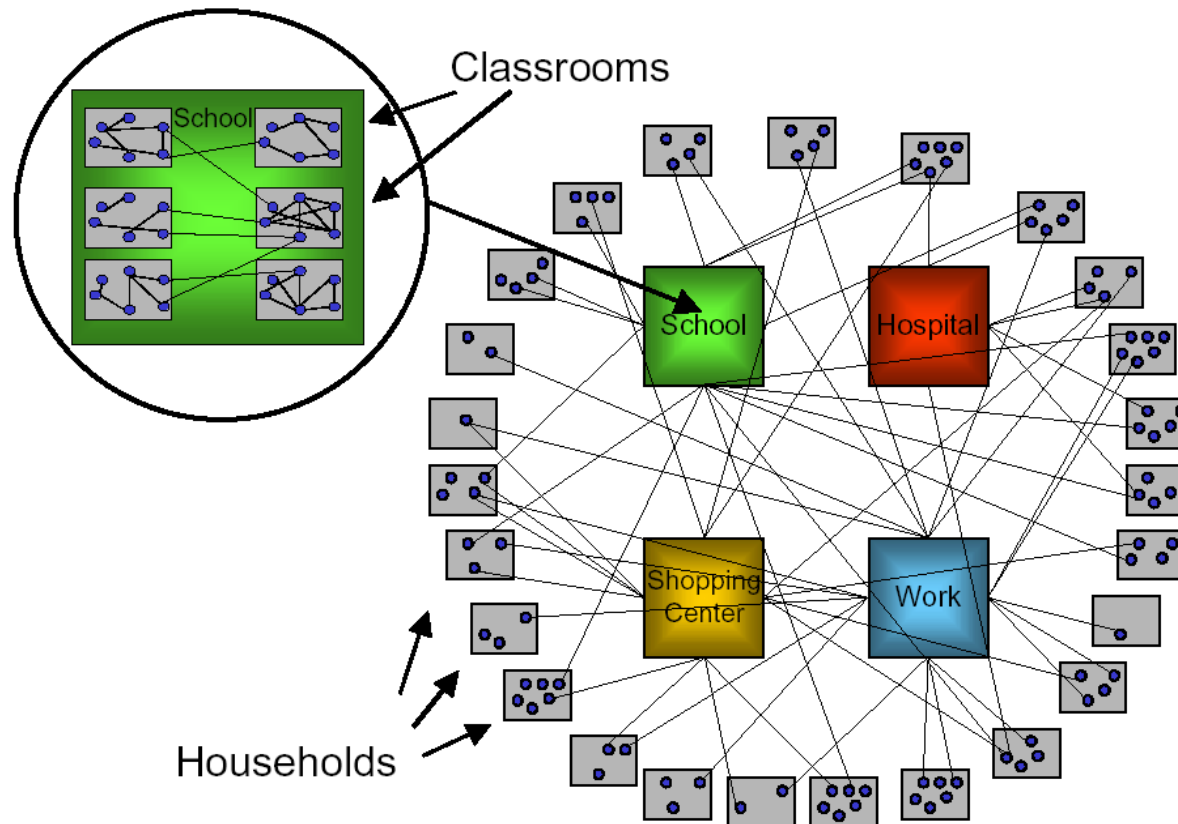 Classrooms
School
School
Hospital
Shopping
Center
Work
Households